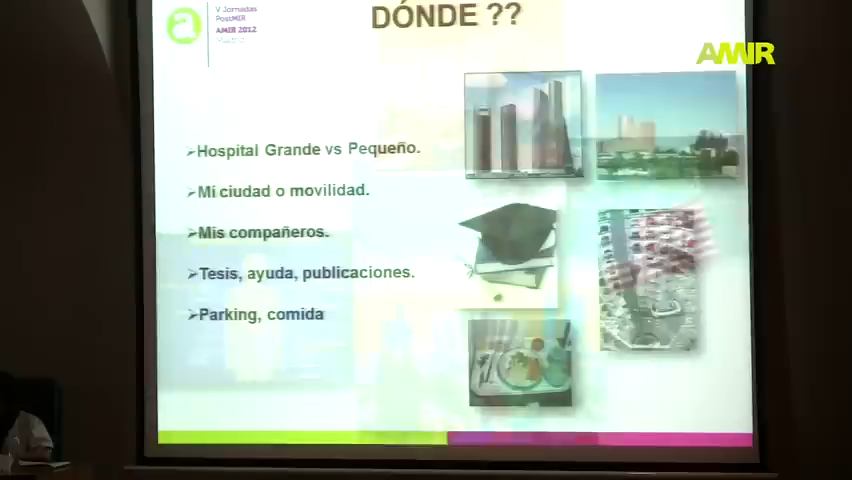 V Jornadas
PostMIR
AMIR 2012
Madrid
DÓNDE ??
AMIR
➢Hospital Grande vs Pequeño.
➢Mi ciudad o movilidad.
➢Mis compañeros.
➢Tesis, ayuda, publicaciones.
➢Parking, comida